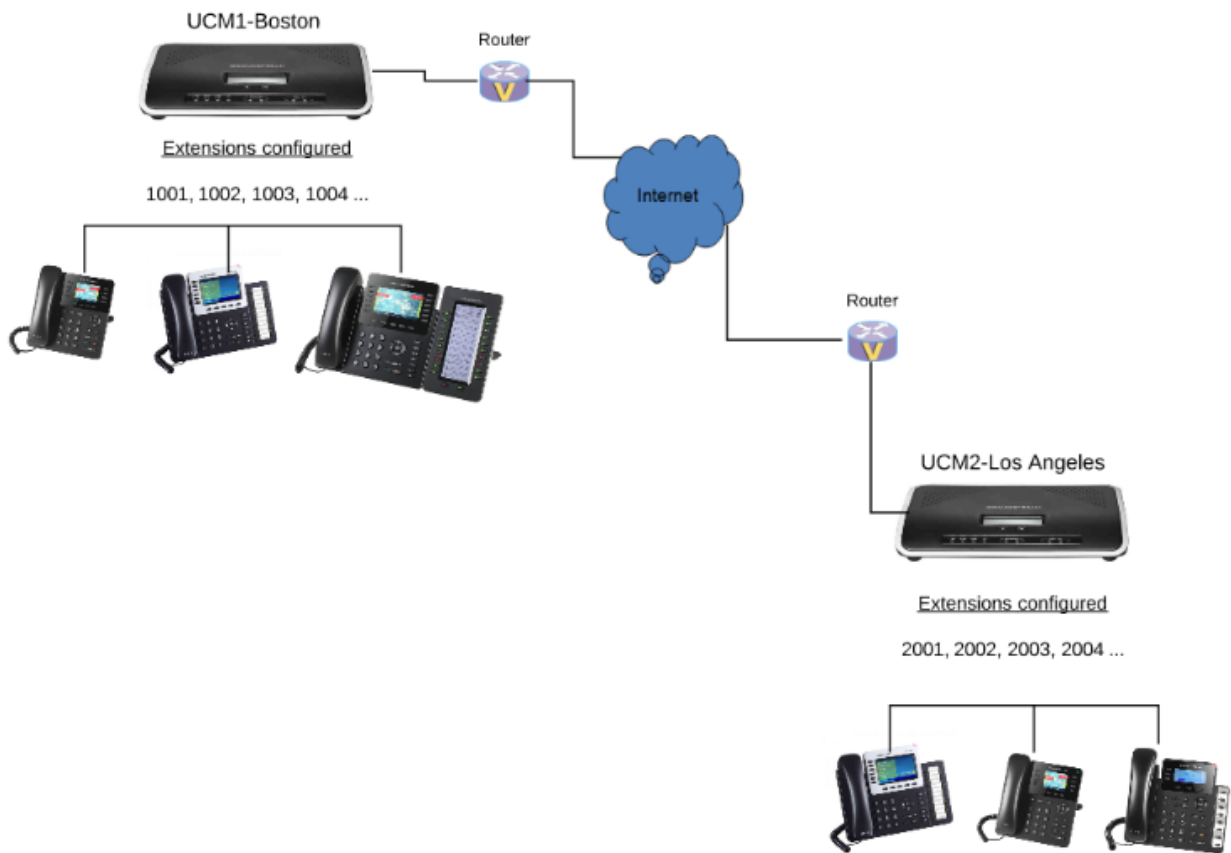 UCM1-Boston
Router
Extensions configured
1001, 1002, 1003, 1004 ...
Internet
Router
UCM2-Los Angeles
Extensions configured
2001, 2002, 2003, 2004 ...